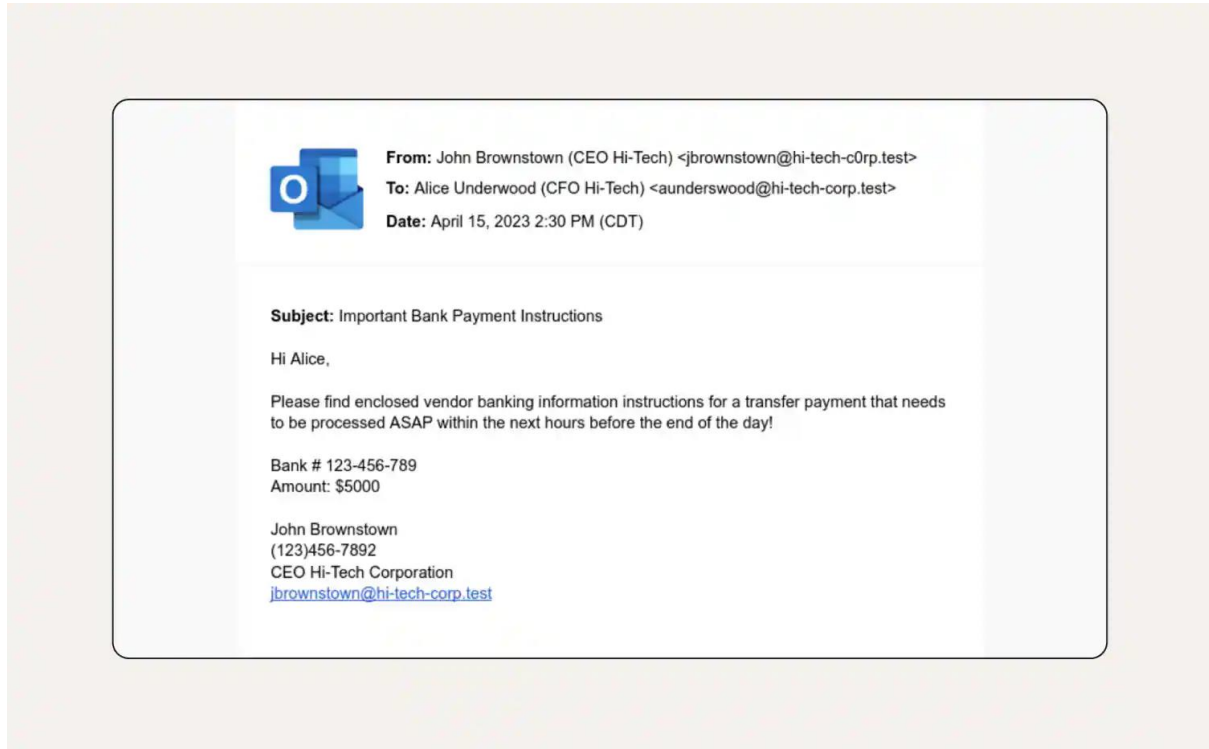 O
From: John Brownstown (CEO Hi-Tech) <jbrownstown@hi-tech-c0rp.test>
To: Alice Underwood (CFO Hi-Tech) <aunderswood@hi-tech-corp.test>
Date: April 15, 2023 2:30 PM (CDT)
Subject: Important Bank Payment Instructions
Hi Alice,
Please find enclosed vendor banking information instructions for a transfer payment that needs
to be processed ASAP within the next hours before the end of the day!
Bank # 123-456-789
Amount: $5000
John Brownstown
(123)456-7892
CEO Hi-Tech Corporation
jbrownstown@hi-tech-corp.test